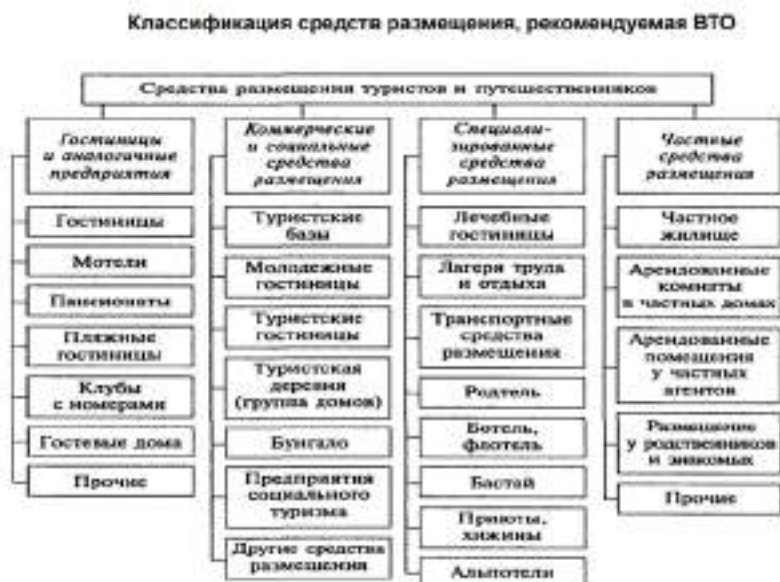 Классификация средств размещения, рекомендуемая ВТО
Средства размещения туристов и путешественников
Гостиницы
и аналогичные
предприятия
Гостиницы
Мотели
Пансионаты
Пляжные
гостиницы
Клубы
с номерами
Гостевые дома
Прочие
Коммерческие
и социальные
средства
размещения
Туристские
базы
Молодежные
гостиницы
Туристские
гостиницы
Туристская
деревня
(группа домов)
Бунгало
Предприятия
социального
туризма
Другие средства
размещения
Специали-
зированные
средства
размещения
Лечебные
гостиницы
Лагеря труда
и отдыха
Транспортные
средства
размещения
Родтель
Ботель,
флотель
Бастай
Приюты,
хижины
Альпотели
Частные
средства
размещения
Частное
жилище
Арендованные
комнаты
в частных домах
Арендованные
помещения
у частных
агентов
Размещение
у родственников
и знакомых
Прочие